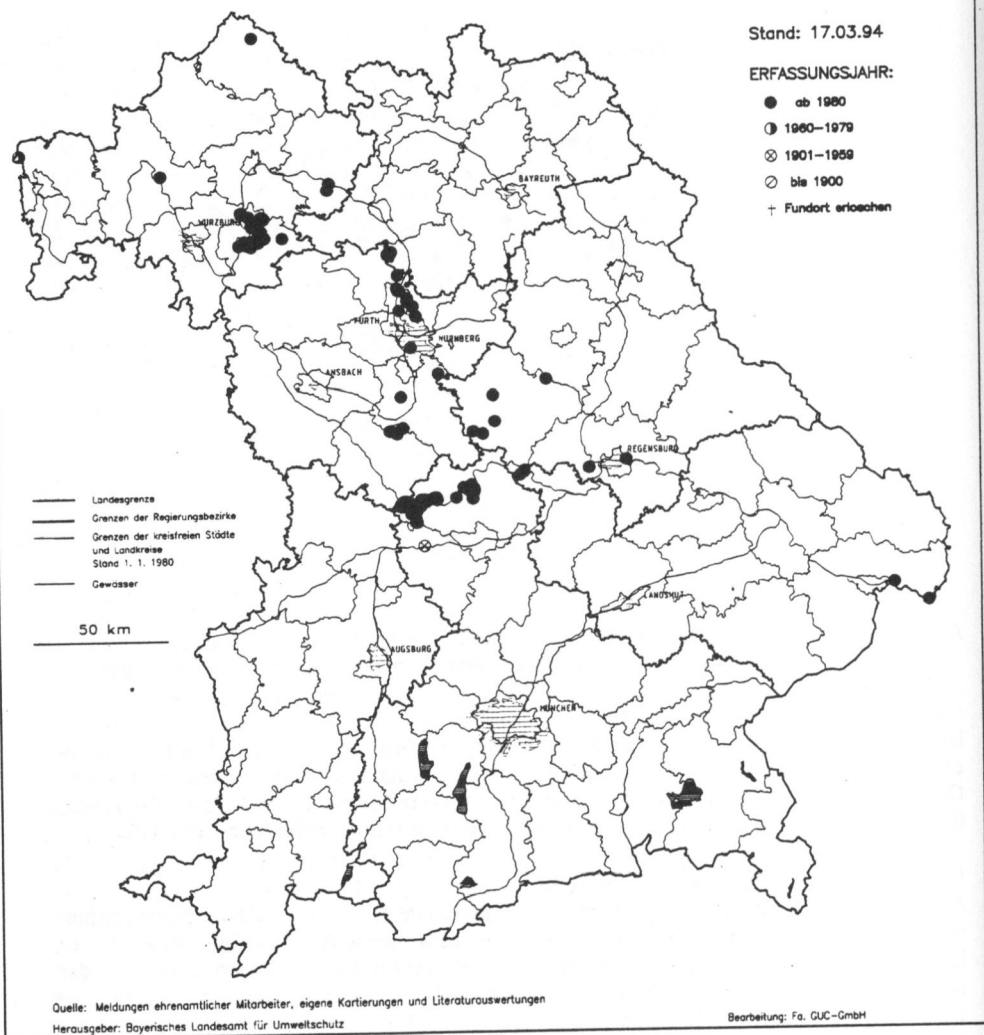 Stand: 17.03.94
ERFASSUNGSJAHR:
ab 1980
1960–1979
1901–1959
bis 1900
† Fundort erloschen
BAYREUTH
WÜRZBURG
FÜRTH
NÜRNBERG
ANSBACH
REGENSBURG
Landesgrenze
Grenzen der Regierungsbezirke
Grenzen der kreisfreien Städte
und Landkreise
Stand 1. 1. 1980
Gewässer
50 km
LANDSHUT
AUGSBURG
MÜNCHEN
Quelle: Meldungen ehrenamtlicher Mitarbeiter, eigene Kartierungen und Literaturauswertungen
Herausgeber: Bayerisches Landesamt für Umweltschutz
Bearbeitung: Fa. GUC-GmbH